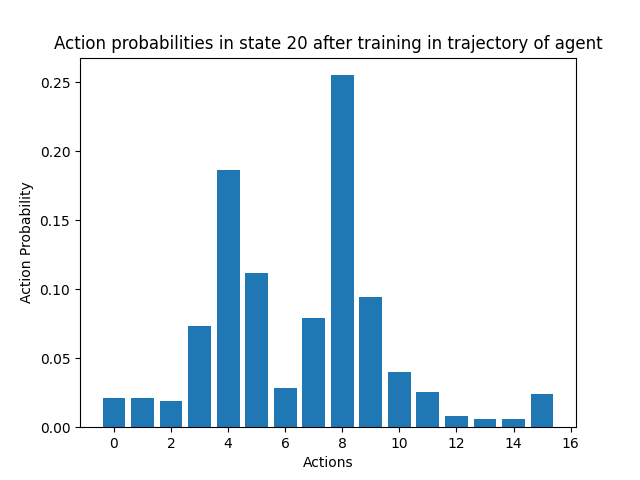 Action probabilities in state 20 after training in trajectory of agent
0.25
0.20
0.15
0.10
0.05
0.00
Action Probability
0 2 4 6 8 10 12 14 16
Actions